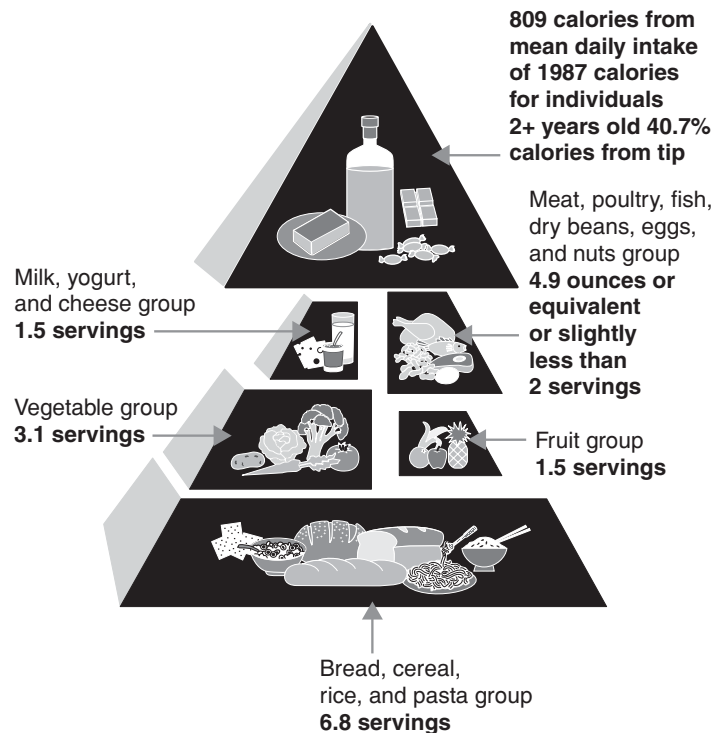 809 calories from
mean daily intake
of 1987 calories
for individuals
2+ years old 40.7%
calories from tip
Meat, poultry, fish,
dry beans, eggs,
and nuts group
4.9 ounces or
equivalent
or slightly
less than
2 servings
Milk, yogurt,
and cheese group
1.5 servings
Vegetable group
3.1 servings
Fruit group
1.5 servings
Bread, cereal,
rice, and pasta group
6.8 servings